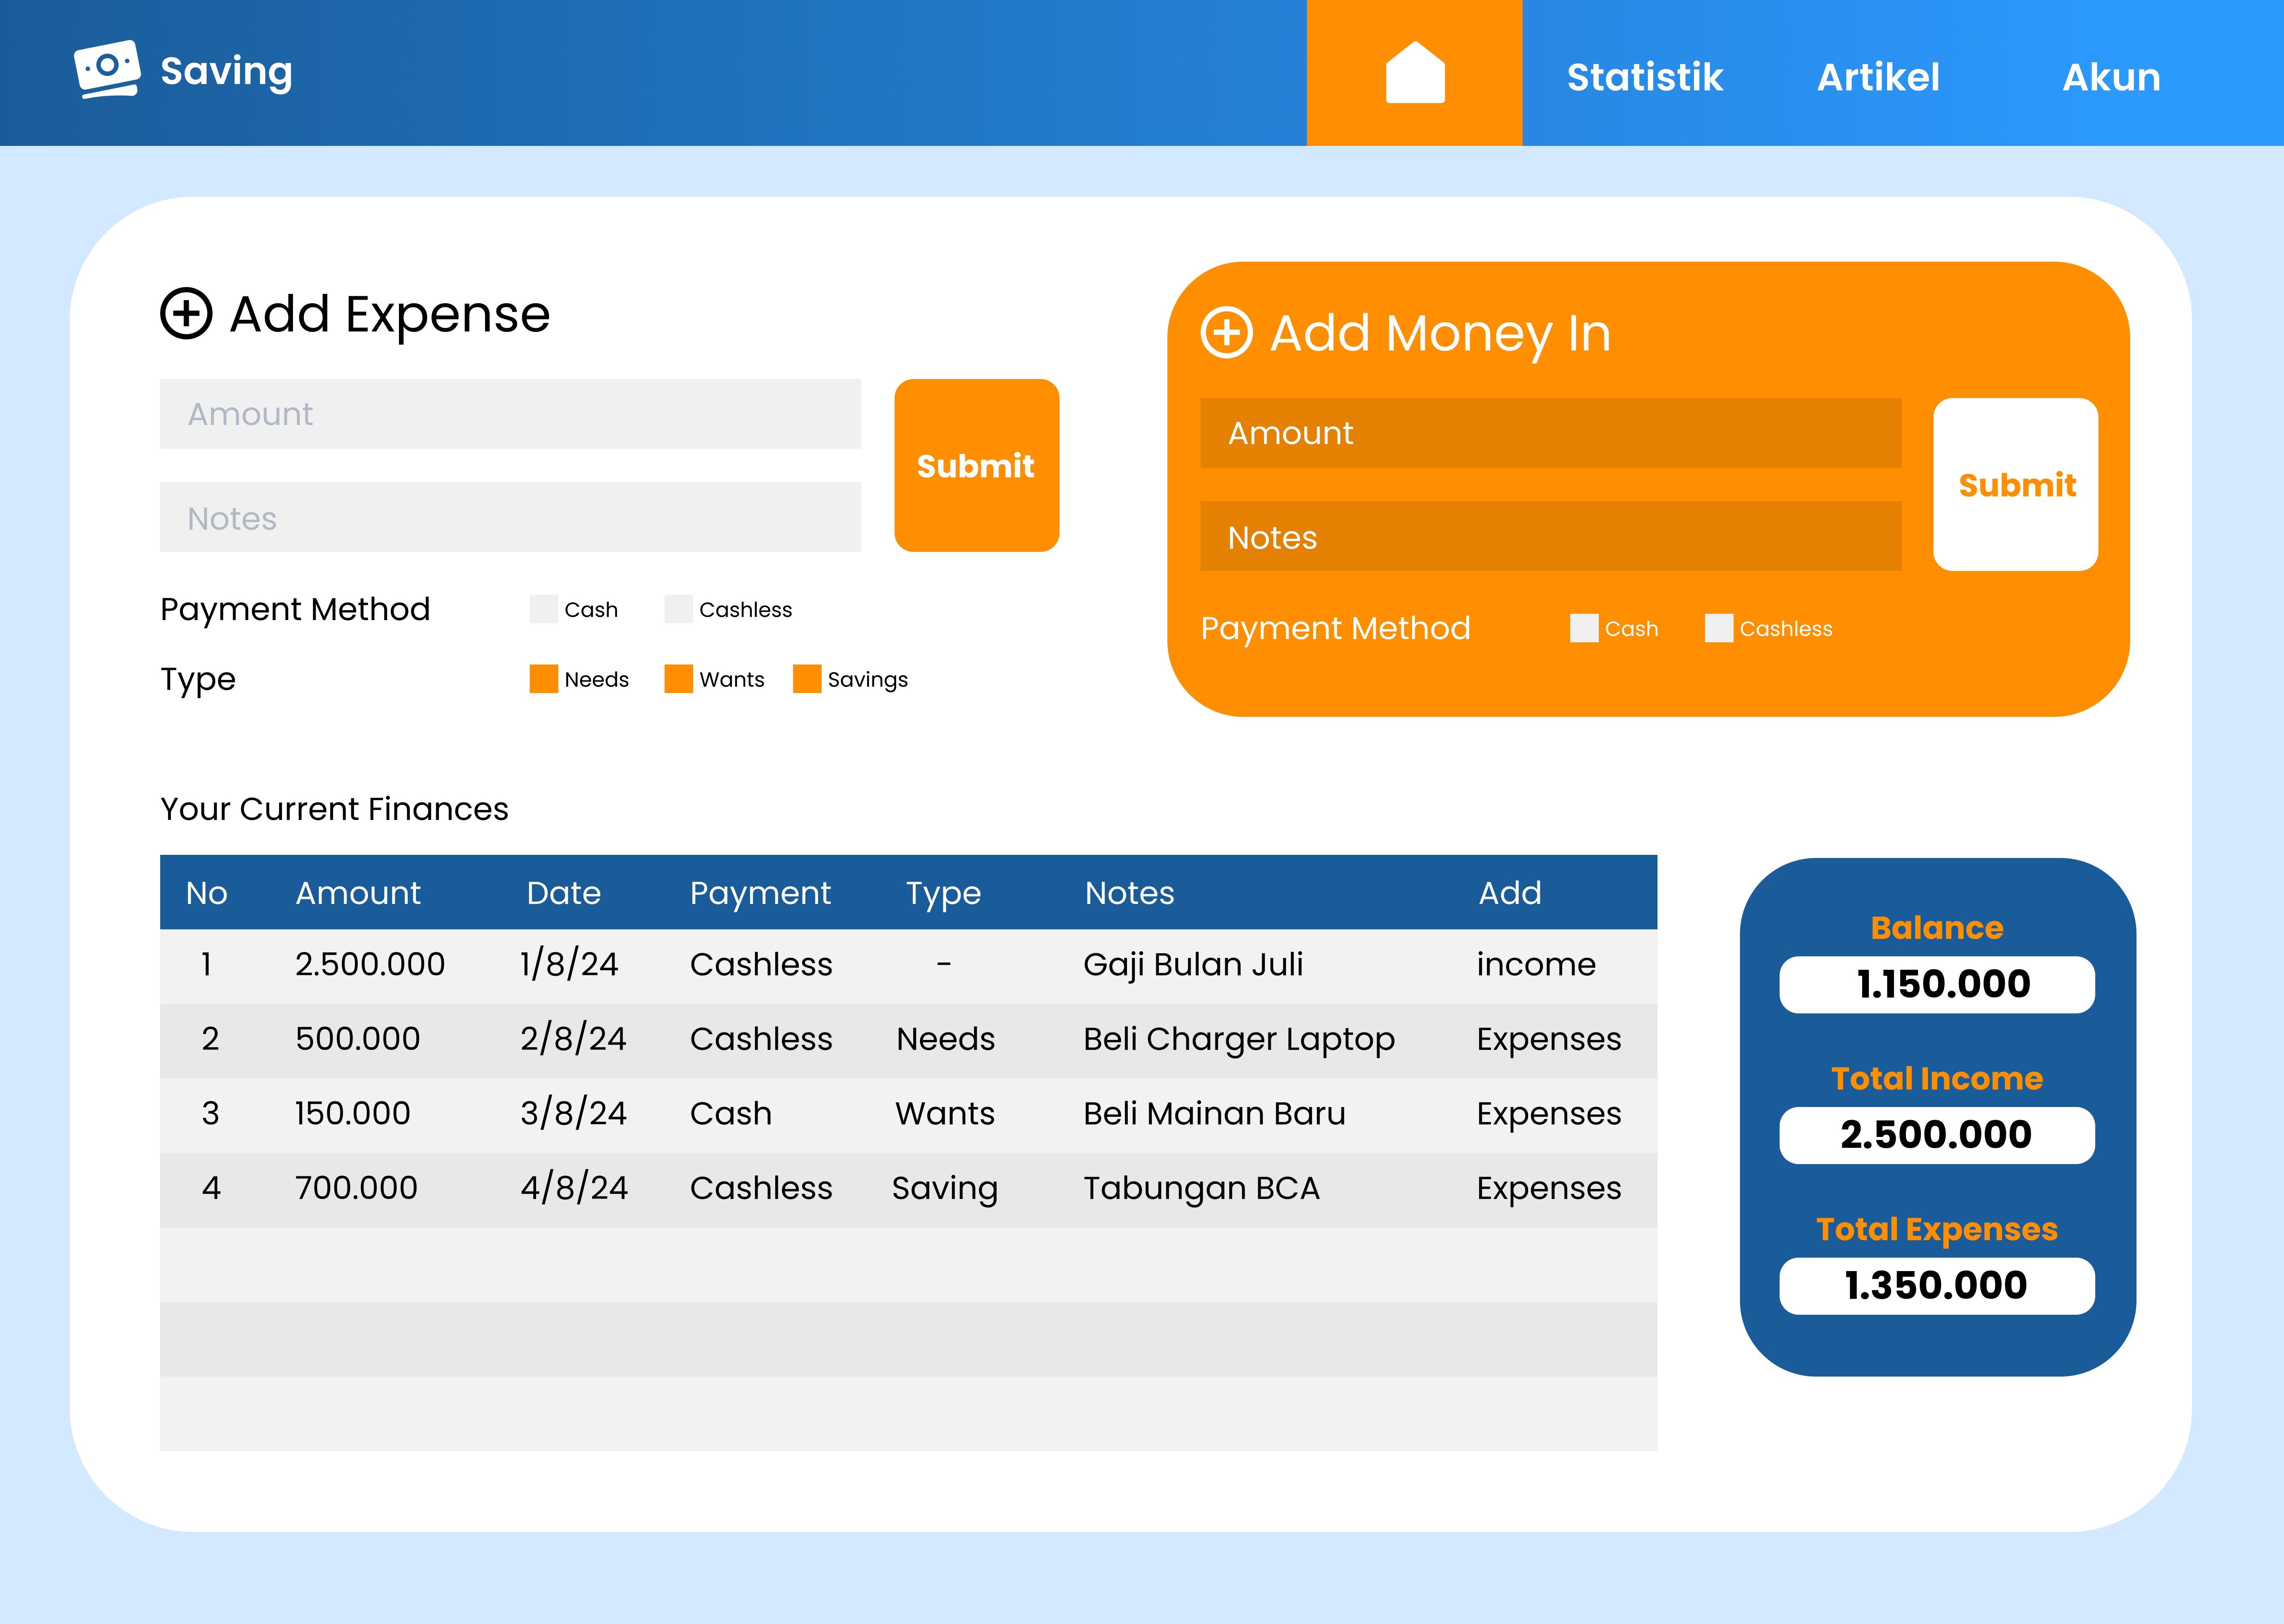 Saving
Statistik Artikel Akun
Add Expense
Amount
Notes
Submit
Payment Method Cash Cashless
Type Needs Wants Savings
Add Money In
Amount
Notes
Submit
Payment Method Cash Cashless
Your Current Finances
No Amount Date Payment Type Notes Add
1 2.500.000 1/8/24 Cashless - Gaji Bulan Juli income
2 500.000 2/8/24 Cashless Needs Beli Charger Laptop Expenses
3 150.000 3/8/24 Cash Wants Beli Mainan Baru Expenses
4 700.000 4/8/24 Cashless Saving Tabungan BCA Expenses
Balance
1.150.000
Total Income
2.500.000
Total Expenses
1.350.000